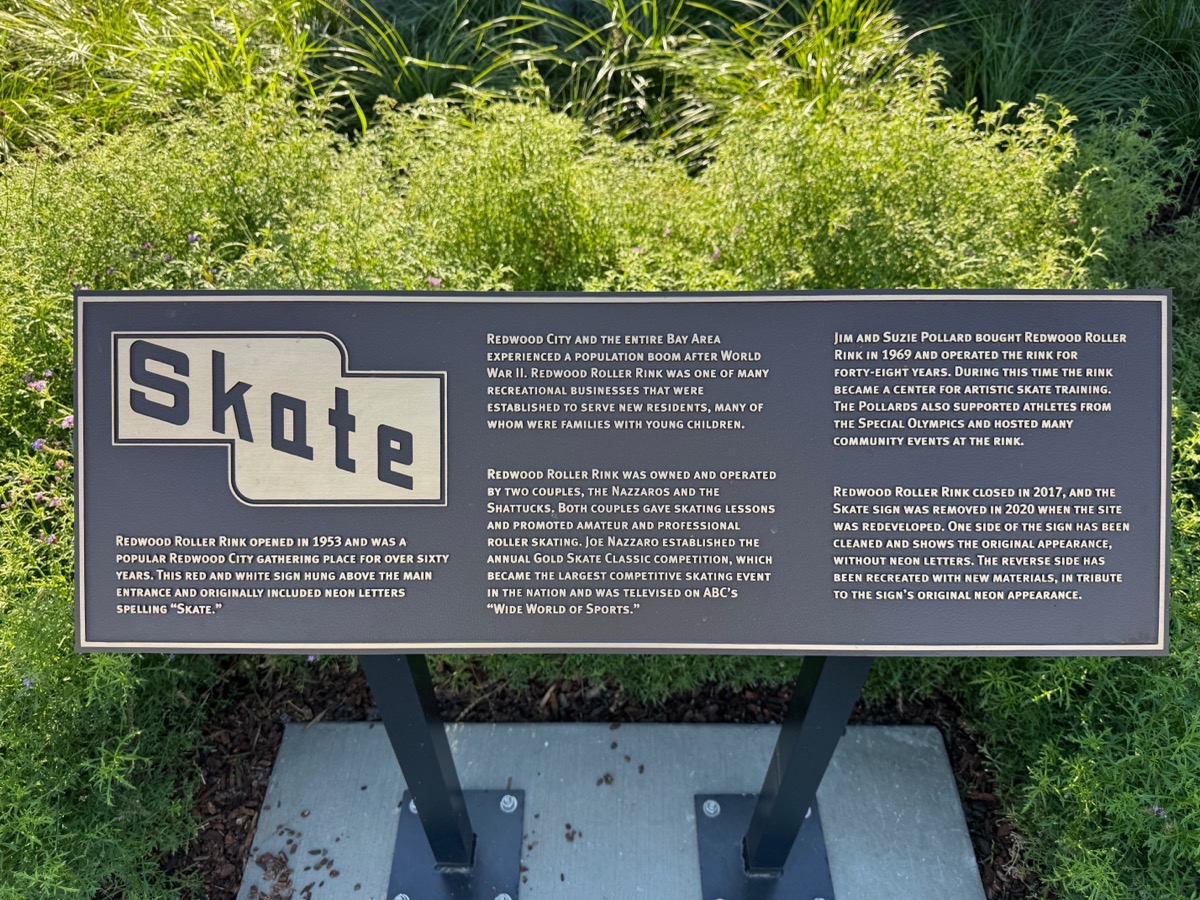 Skate
Redwood Roller Rink opened in 1953 and was a
popular Redwood City gathering place for over sixty
years. This red and white sign hung above the main
entrance and originally included neon letters
spelling “Skate.”
Redwood City and the entire Bay Area
experienced a population boom after World
War II. Redwood Roller Rink was one of many
recreational businesses that were
established to serve new residents, many of
whom were families with young children.
Redwood Roller Rink was owned and operated
by two couples, the Nazzaros and the
Shattucks. Both couples gave skating lessons
and promoted amateur and professional
roller skating. Joe Nazzaro established the
annual Gold Skate Classic competition, which
became the largest competitive skating event
in the nation and was televised on ABC’s
“Wide World of Sports.”
Jim and Suzie Pollard bought Redwood Roller
Rink in 1969 and operated the rink for
forty-eight years. During this time the rink
became a center for artistic skate training.
The Pollards also supported athletes from
the Special Olympics and hosted many
community events at the rink.
Redwood Roller Rink closed in 2017, and the
Skate sign was removed in 2020 when the site
was redeveloped. One side of the sign has been
cleaned and shows the original appearance,
without neon letters. The reverse side has
been recreated with new materials, in tribute
to the sign’s original neon appearance.